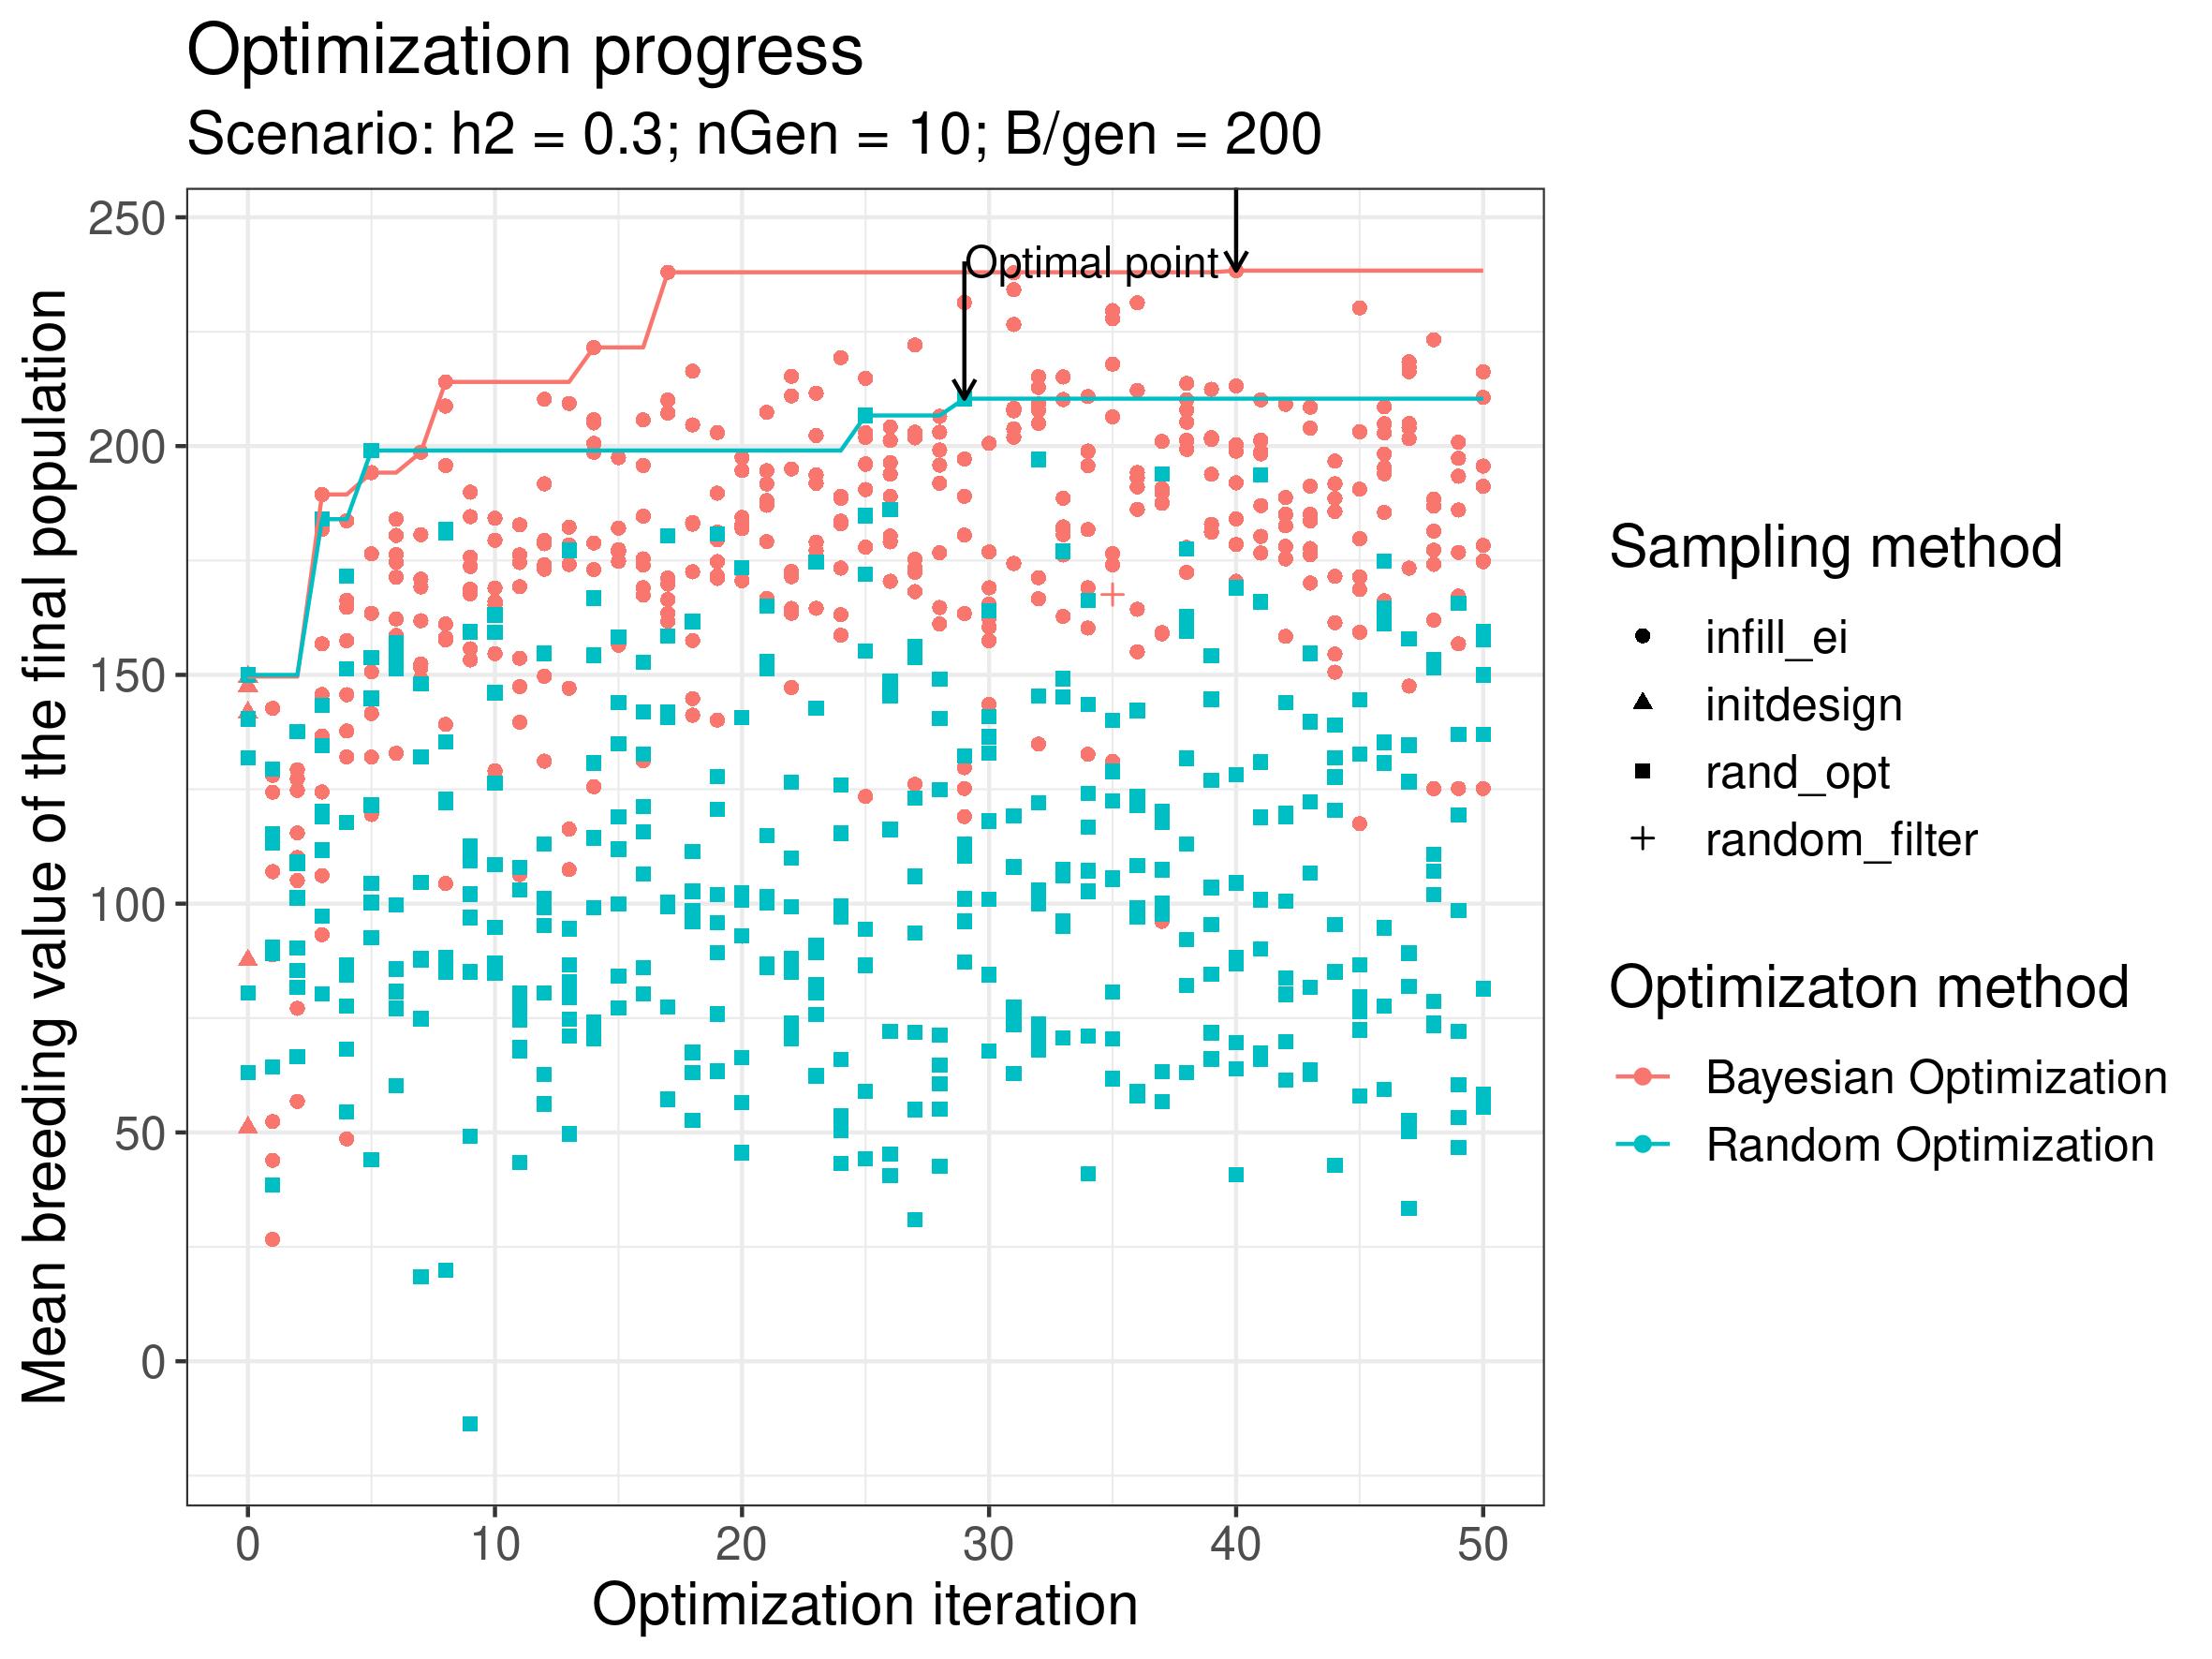 Optimization progress
Scenario: h2 = 0.3; nGen = 10; B/gen = 200
Mean breeding value of the final population
250
200
150
100
50
0
Optimal point
0 10 20 30 40 50
Optimization iteration
Sampling method
infill_ei
initdesign
rand_opt
random_filter
Optimizaton method
Bayesian Optimization
Random Optimization